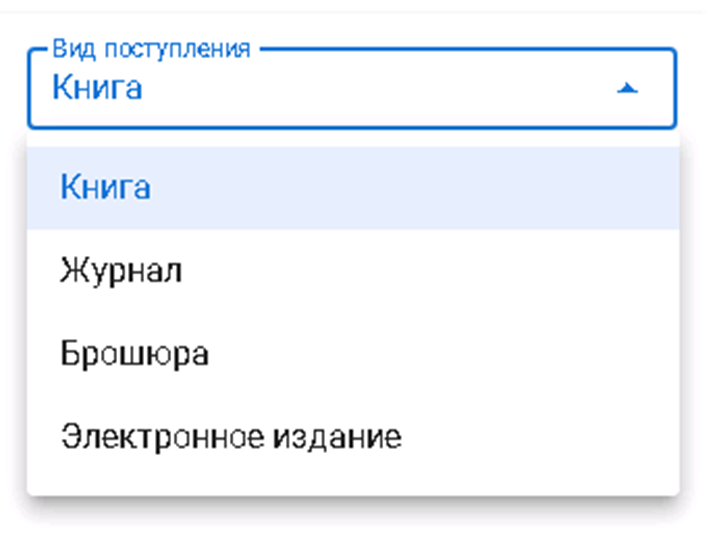 Вид поступления
Книга
Книга
Журнал
Брошюра
Электронное издание